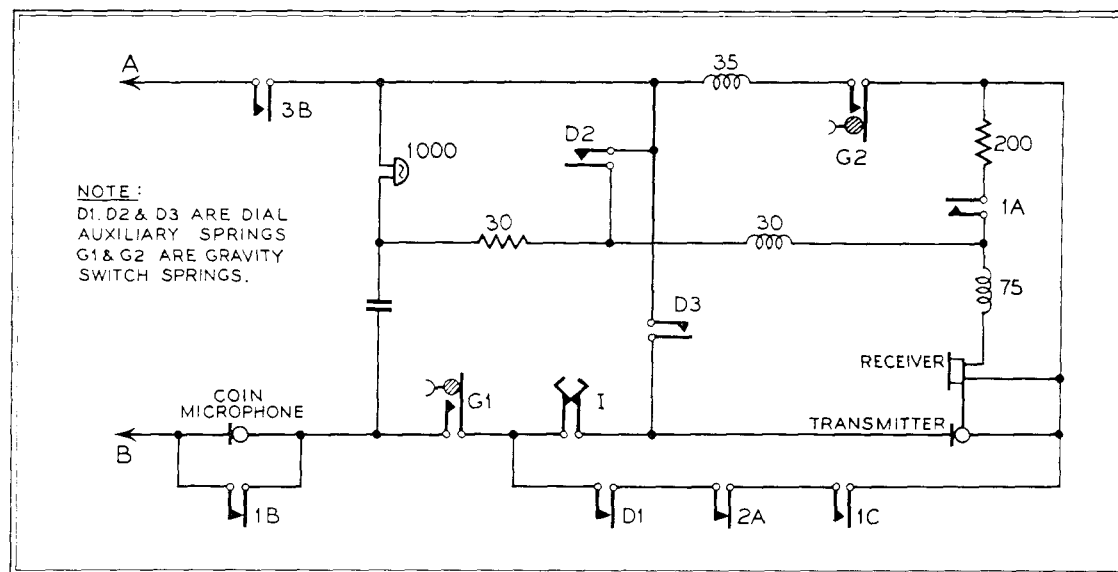 A
3B
35
G2
200
1A
D2
1000
NOTE:
D1. D2 & D3 ARE DIAL
AUXILIARY SPRINGS
G1 & G2 ARE GRAVITY
SWITCH SPRINGS.
30
30
75
D3
RECEIVER
COIN
MICROPHONE
G1
I
TRANSMITTER
B
1B
D1
2A
1C